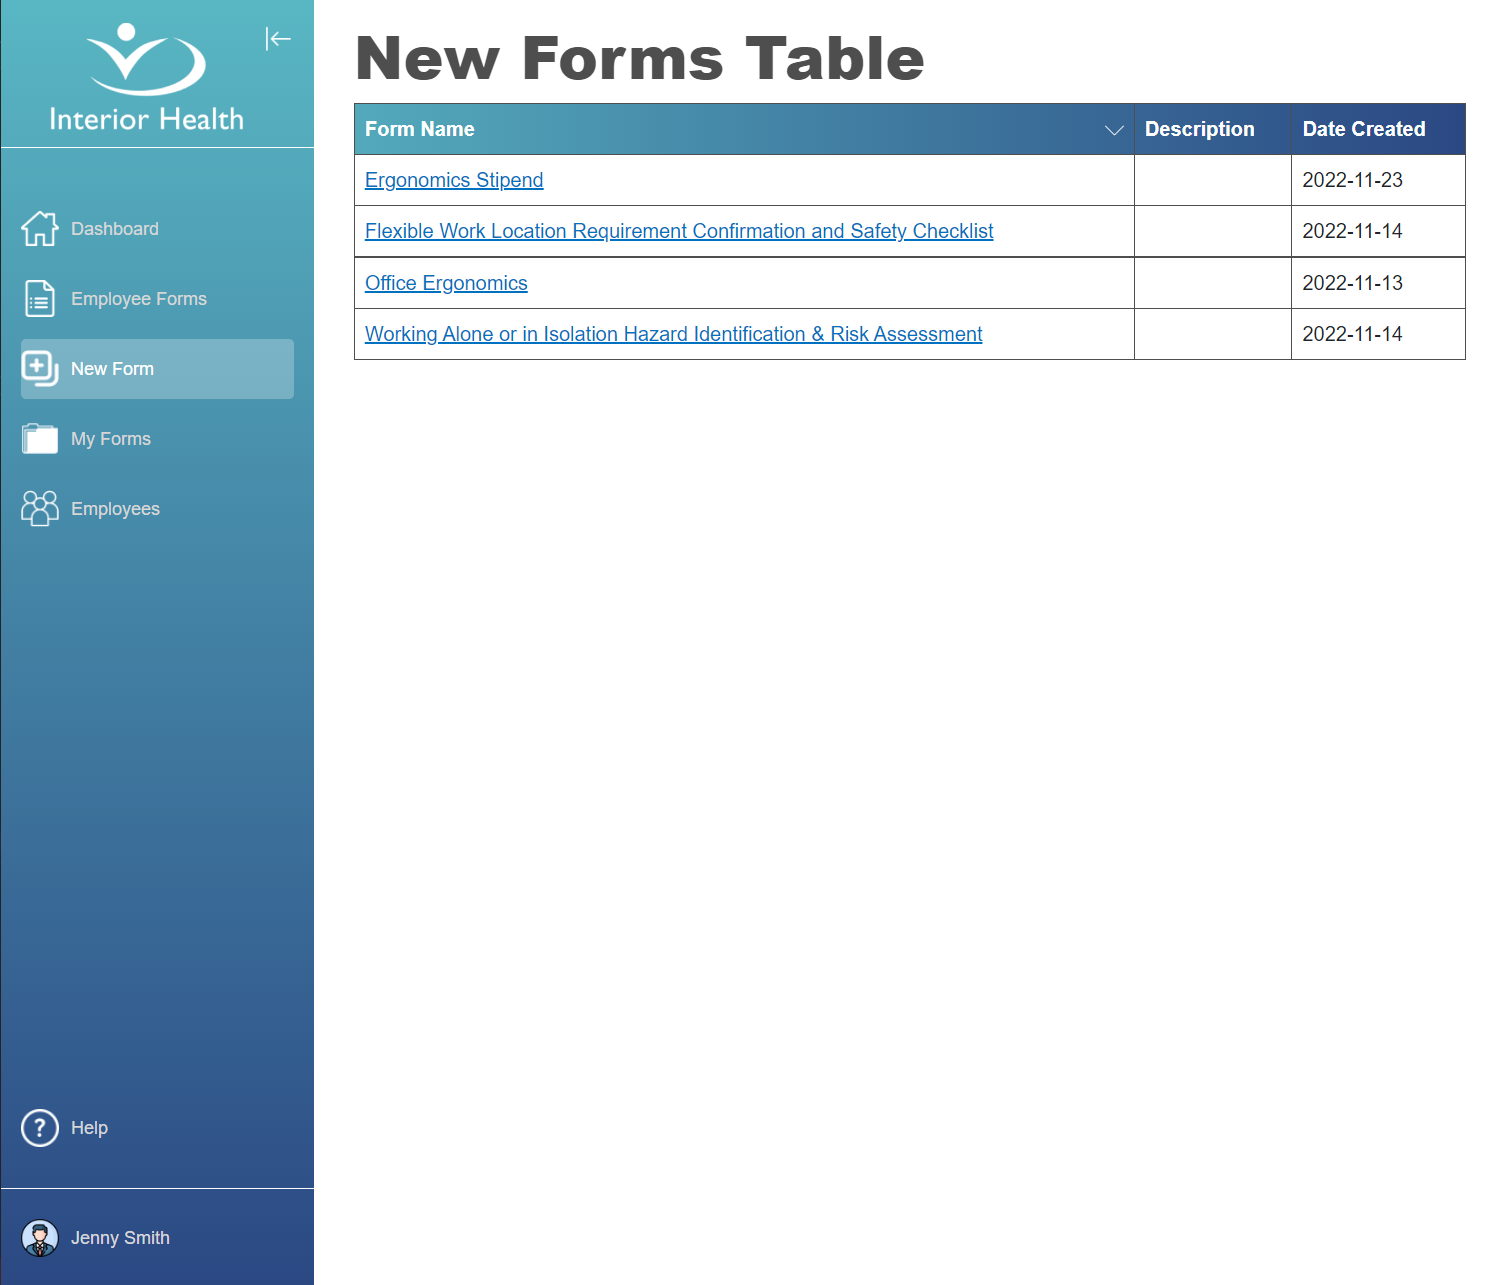 Interior Health
Dashboard
Employee Forms
New Form
My Forms
Employees
Help
Jenny Smith
New Forms Table
Form Name Description Date Created
Ergonomics Stipend 2022-11-23
Flexible Work Location Requirement Confirmation and Safety Checklist 2022-11-14
Office Ergonomics 2022-11-13
Working Alone or in Isolation Hazard Identification & Risk Assessment 2022-11-14